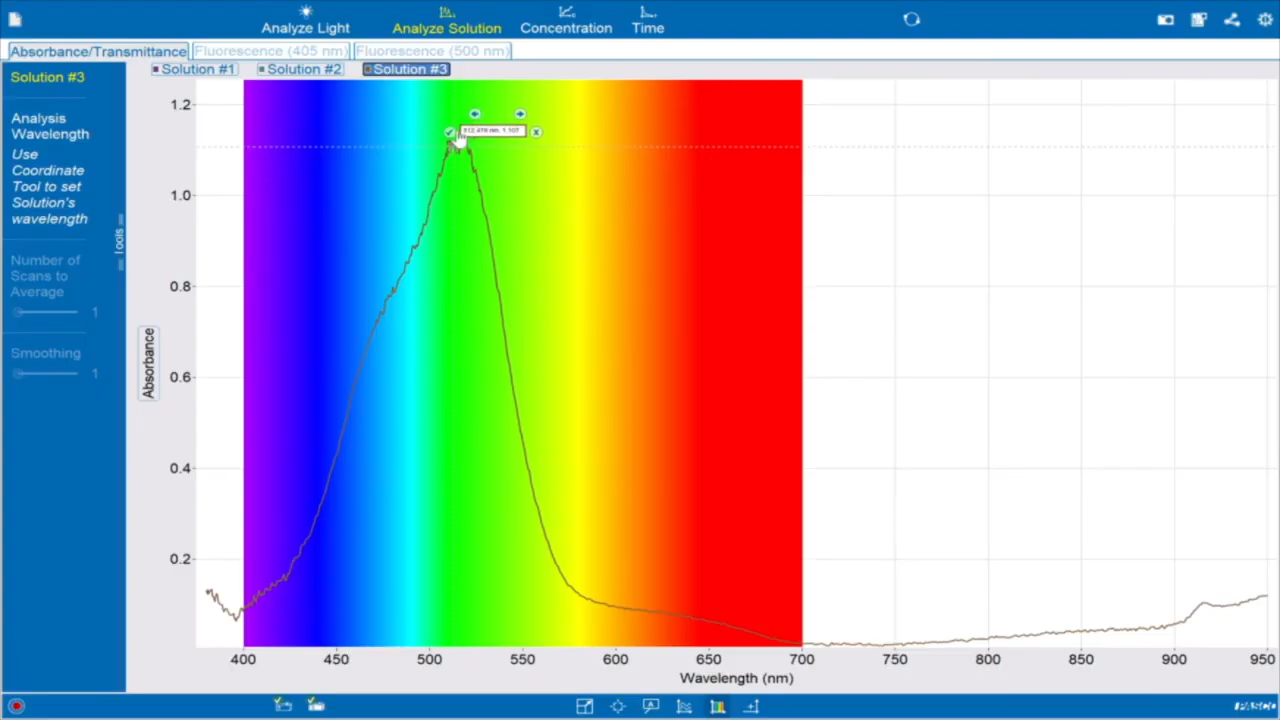 Analyze Light
Analyze Solution
Concentration
Time
Absorbance/Transmittance
Fluorescence (405 nm)
Fluorescence (500 nm)
Solution #3
Solution #1
Solution #2
Solution #3
Analysis
Wavelength
Use
Coordinate
Tool to set
Solution's
wavelength
Number of
Scans to
Average
1
Smoothing
1
Tools
Absorbance
1.2
1.0
0.8
0.6
0.4
0.2
400
450
500
550
600
650
700
750
800
850
900
950
Wavelength (nm)
PASCO